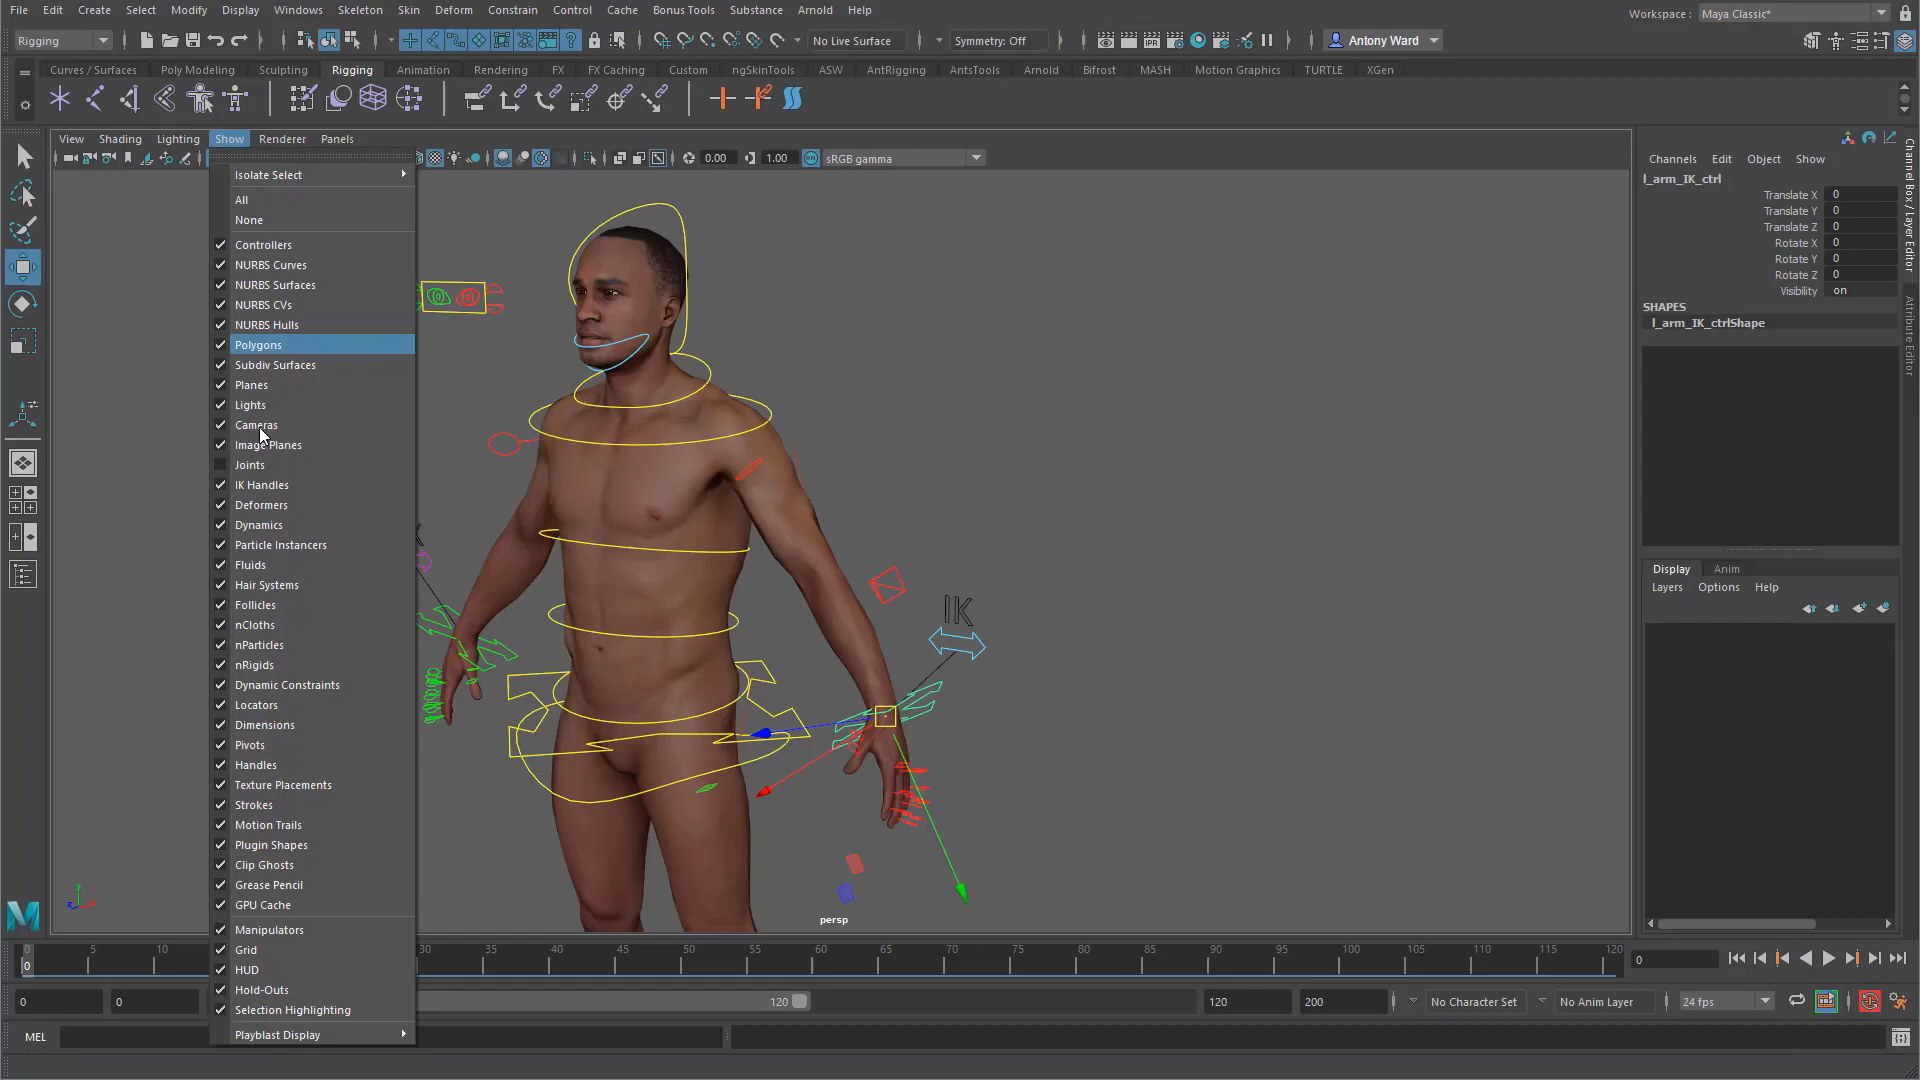 File Edit Create Select Modify Display Windows Skeleton Skin Deform Constrain Control Cache Bonus Tools Substance Arnold Help
Workspace : Maya Classic*
Rigging
No Live Surface
Symmetry: Off
IPR
Antony Ward
Curves / Surfaces Poly Modeling Sculpting Rigging Animation Rendering FX FX Caching Custom ngSkinTools ASW AntRigging AntsTools Arnold Bifrost MASH Motion Graphics TURTLE XGen
View Shading Lighting Show Renderer Panels
0.00 1.00 sRGB gamma
Isolate Select
All
None
Controllers
NURBS Curves
NURBS Surfaces
NURBS CVs
NURBS Hulls
Polygons
Subdiv Surfaces
Planes
Lights
Cameras
Image Planes
Joints
IK Handles
Deformers
Dynamics
Particle Instancers
Fluids
Hair Systems
Follicles
nCloths
nParticles
nRigids
Dynamic Constraints
Locators
Dimensions
Pivots
Handles
Texture Placements
Strokes
Motion Trails
Plugin Shapes
Clip Ghosts
Grease Pencil
GPU Cache
Manipulators
Grid
HUD
Hold-Outs
Selection Highlighting
Playblast Display
IK
persp
y
z
Channels Edit Object Show
l_arm_IK_ctrl
Translate X 0
Translate Y 0
Translate Z 0
Rotate X 0
Rotate Y 0
Rotate Z 0
Visibility on
SHAPES
l_arm_IK_ctrlShape
Channel Box / Layer Editor
Attribute Editor
Display Anim
Layers Options Help
0 5 10 30 35 40 45 50 55 60 65 70 75 80 85 90 95 100 105 110 115 120
0
0
0 0 120 120 200
No Character Set
No Anim Layer
24 fps
MEL